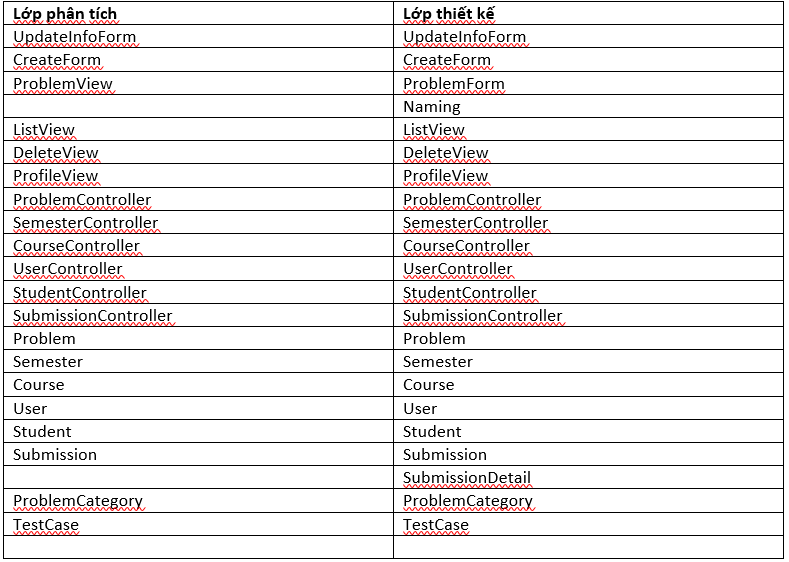 Lớp phân tích Lớp thiết kế
UpdateInfoForm UpdateInfoForm
CreateForm CreateForm
ProblemView ProblemForm
Naming
ListView ListView
DeleteView DeleteView
ProfileView ProfileView
ProblemController ProblemController
SemesterController SemesterController
CourseController CourseController
UserController UserController
StudentController StudentController
SubmissionController SubmissionController
Problem Problem
Semester Semester
Course Course
User User
Student Student
Submission Submission
SubmissionDetail
ProblemCategory ProblemCategory
TestCase TestCase